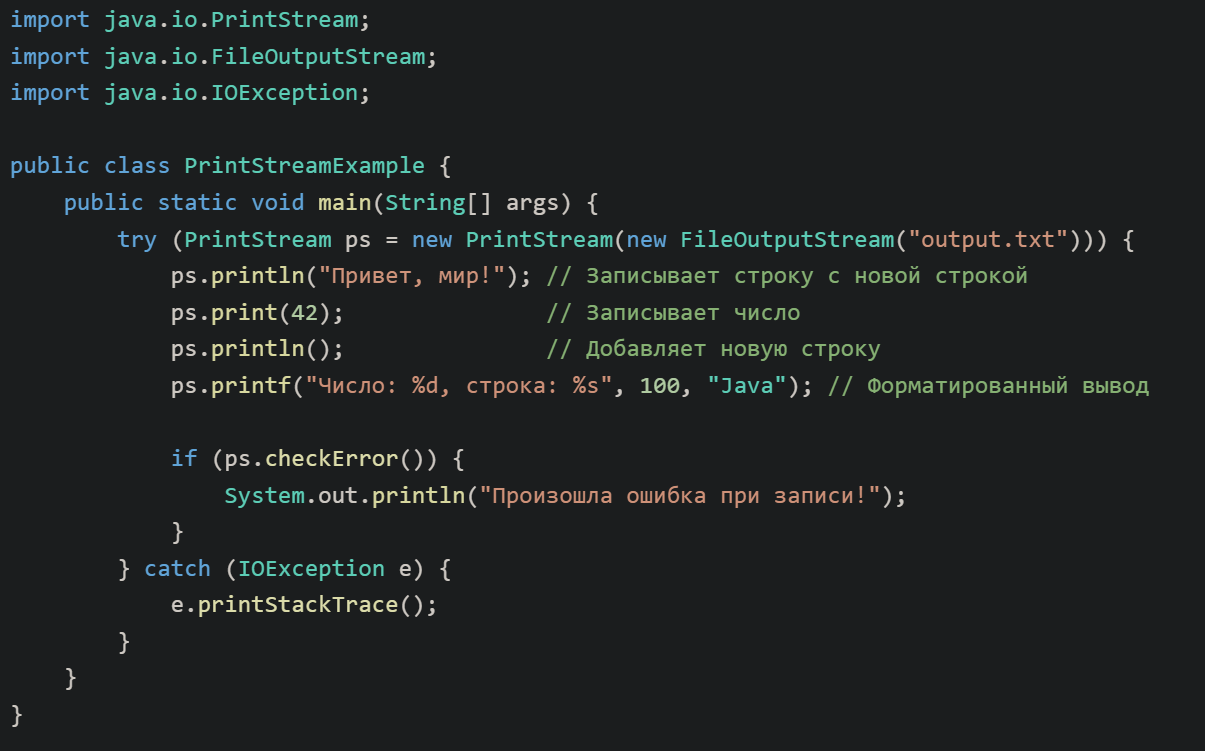 import java.io.PrintStream;
import java.io.FileOutputStream;
import java.io.IOException;

public class PrintStreamExample {
    public static void main(String[] args) {
        try (PrintStream ps = new PrintStream(new FileOutputStream("output.txt"))) {
            ps.println("Привет, мир!"); // Записывает строку с новой строкой
            ps.print(42);               // Записывает число
            ps.println();               // Добавляет новую строку
            ps.printf("Число: %d, строка: %s", 100, "Java"); // Форматированный вывод

            if (ps.checkError()) {
                System.out.println("Произошла ошибка при записи!");
            }
        } catch (IOException e) {
            e.printStackTrace();
        }
    }
}